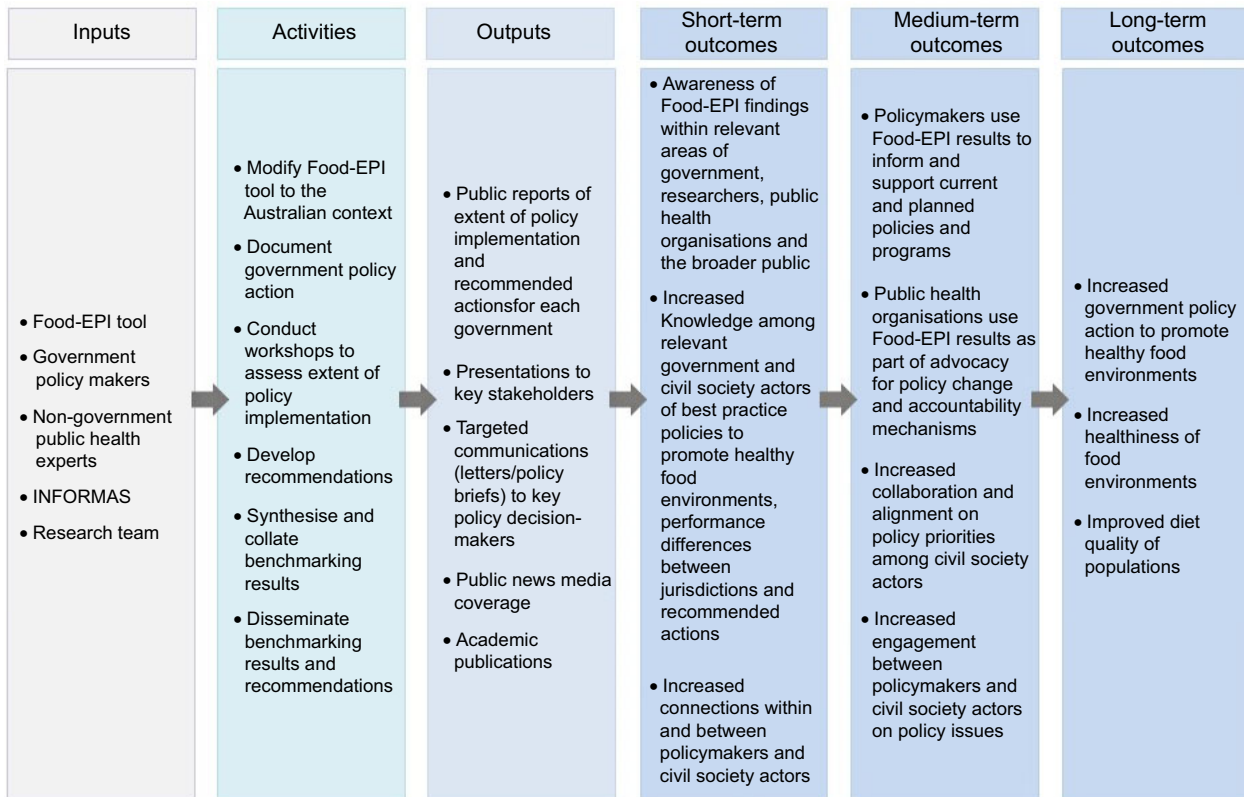 Inputs
• Food-EPI tool
• Government
policy makers
• Non-government
public health
experts
• INFORMAS
• Research team
Activities
• Modify Food-EPI
tool to the
Australian context
• Document
government policy
action
• Conduct
workshops to
assess extent of
policy
implementation
• Develop
recommendations
• Synthesise and
collate
benchmarking
results
• Disseminate
benchmarking
results and
recommendations
Outputs
• Public reports of
extent of policy
implementation
and
recommended
actionsfor each
government
• Presentations to
key stakeholders
• Targeted
communications
(letters/policy
briefs) to key
policy decision-
makers
• Public news media
coverage
• Academic
publications
Short-term
outcomes
• Awareness of
Food-EPI findings
within relevant
areas of
government,
researchers, public
health
organisations and
the broader public
• Increased
Knowledge among
relevant
government and
civil society actors
of best practice
policies to
promote healthy
food
environments,
performance
differences
between
jurisdictions and
recommended
actions
• Increased
connections within
and between
policymakers and
civil society actors
Medium-term
outcomes
• Policymakers use
Food-EPI results to
inform and
support current
and planned
policies and
programs
• Public health
organisations use
Food-EPI results as
part of advocacy
for policy change
and accountability
mechanisms
• Increased
collaboration and
alignment on
policy priorities
among civil society
actors
• Increased
engagement
between
policymakers and
civil society actors
on policy issues
Long-term
outcomes
• Increased
government policy
action to promote
healthy food
environments
• Increased
healthiness of
food
environments
• Improved diet
quality of
populations